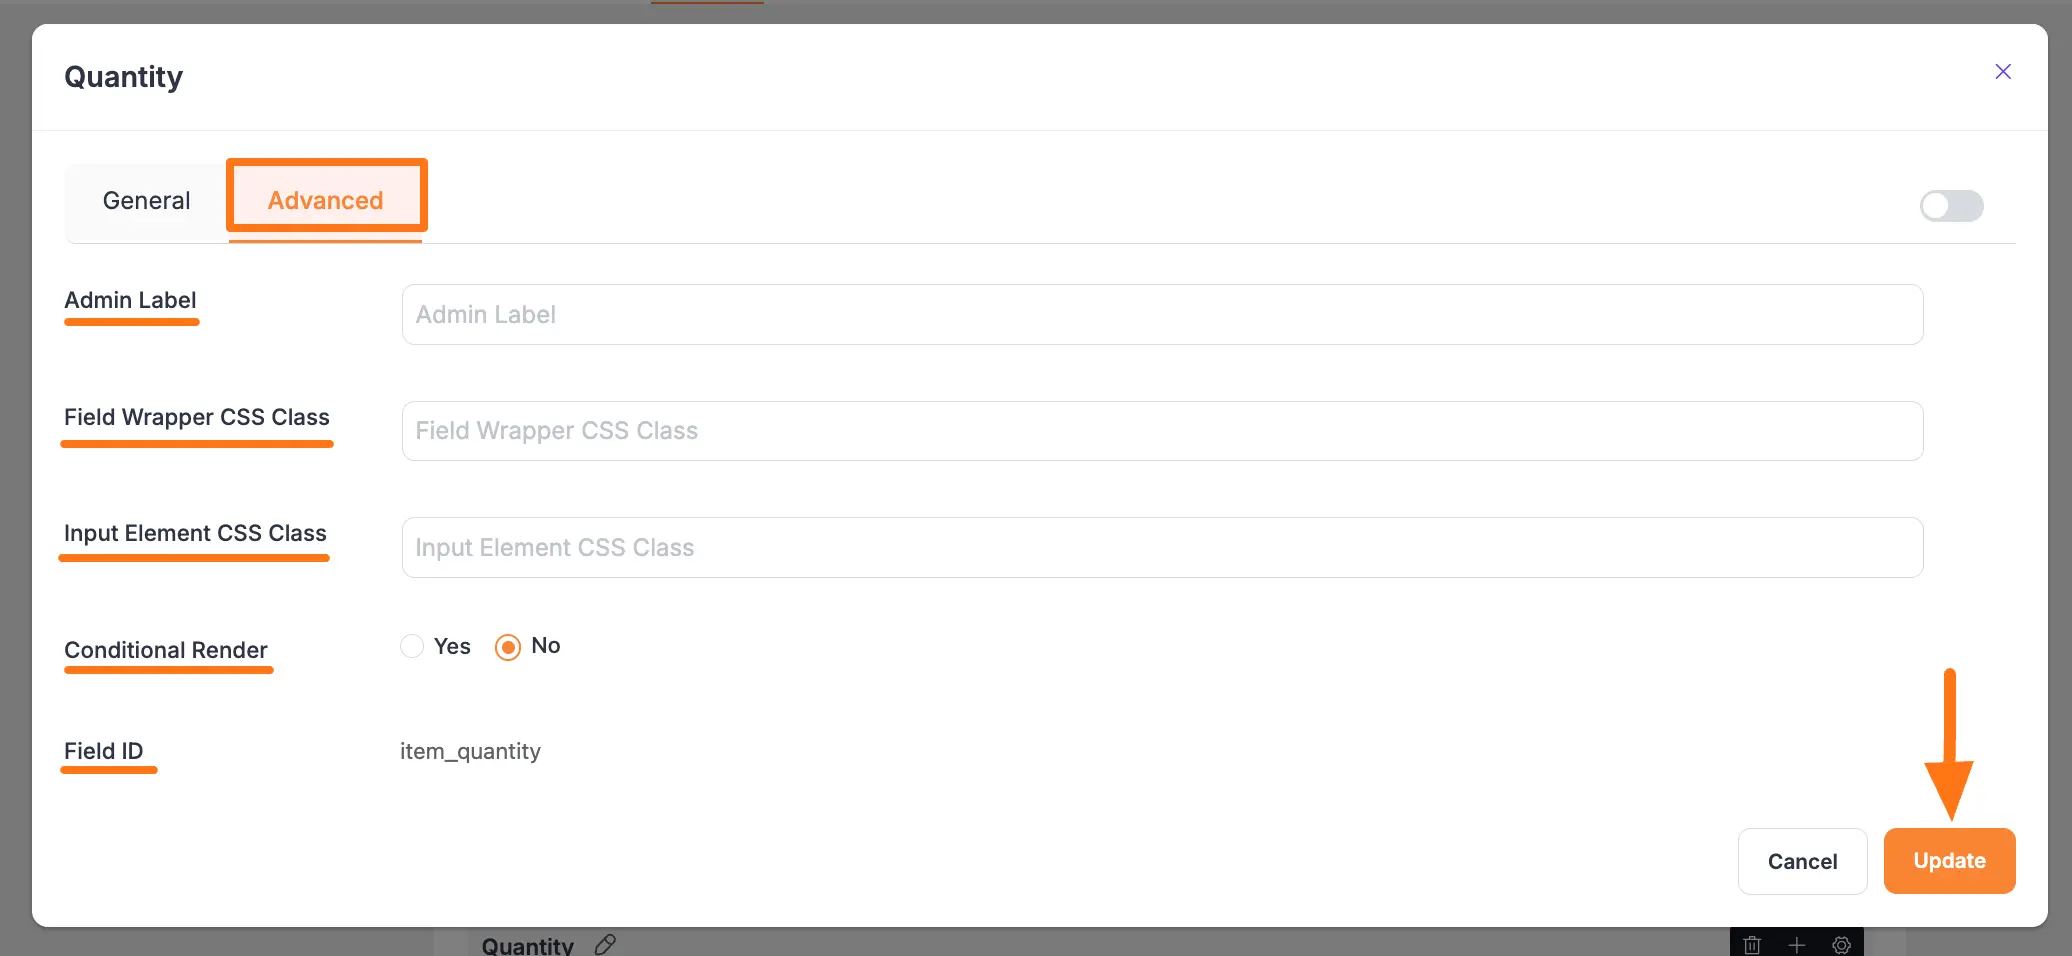 Quantity
General
Advanced
Admin Label
Admin Label
Field Wrapper CSS Class
Field Wrapper CSS Class
Input Element CSS Class
Input Element CSS Class
Conditional Render
Yes
No
Field ID
item_quantity
Cancel
Update
Quantity